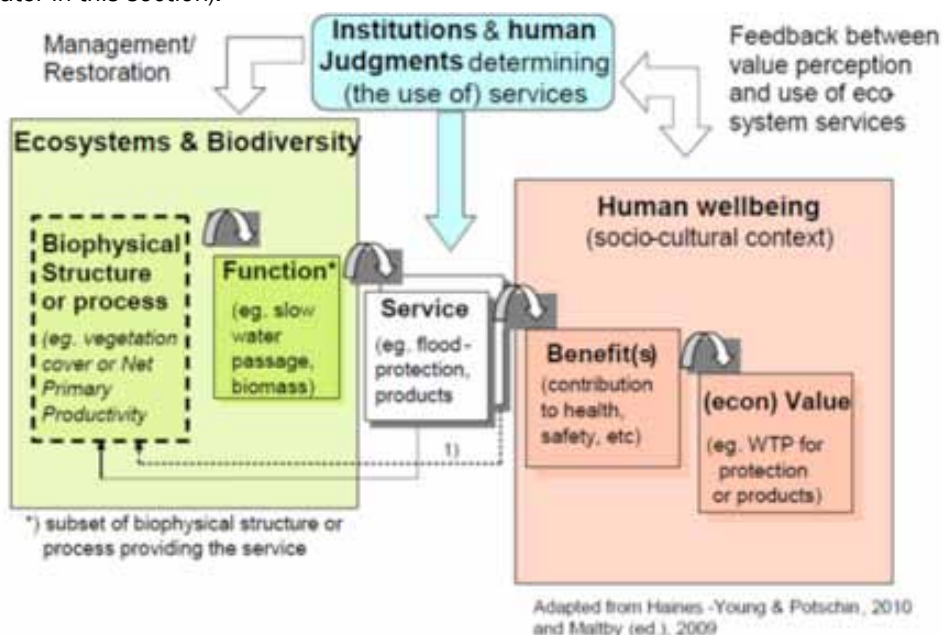 ater in this section).
Management/
Restoration
Institutions & human
Judgments determining
(the use of) services
Feedback between
value perception
and use of eco-
system services
Ecosystems & Biodiversity
Biophysical
Structure
or process
(eg. vegetation
cover or Net
Primary
Productivity
Function*
(eg. slow
water
passage,
biomass)
Service
(eg. flood-
protection,
products
1)
Human wellbeing
(socio-cultural context)
Benefit(s)
(contribution
to health,
safety, etc)
(econ) Value
(eg. WTP for
protection
or products)
*) subset of biophysical structure or
process providing the service
Adapted from Haines -Young & Potschin, 2010
and Maltby (ed.), 2009